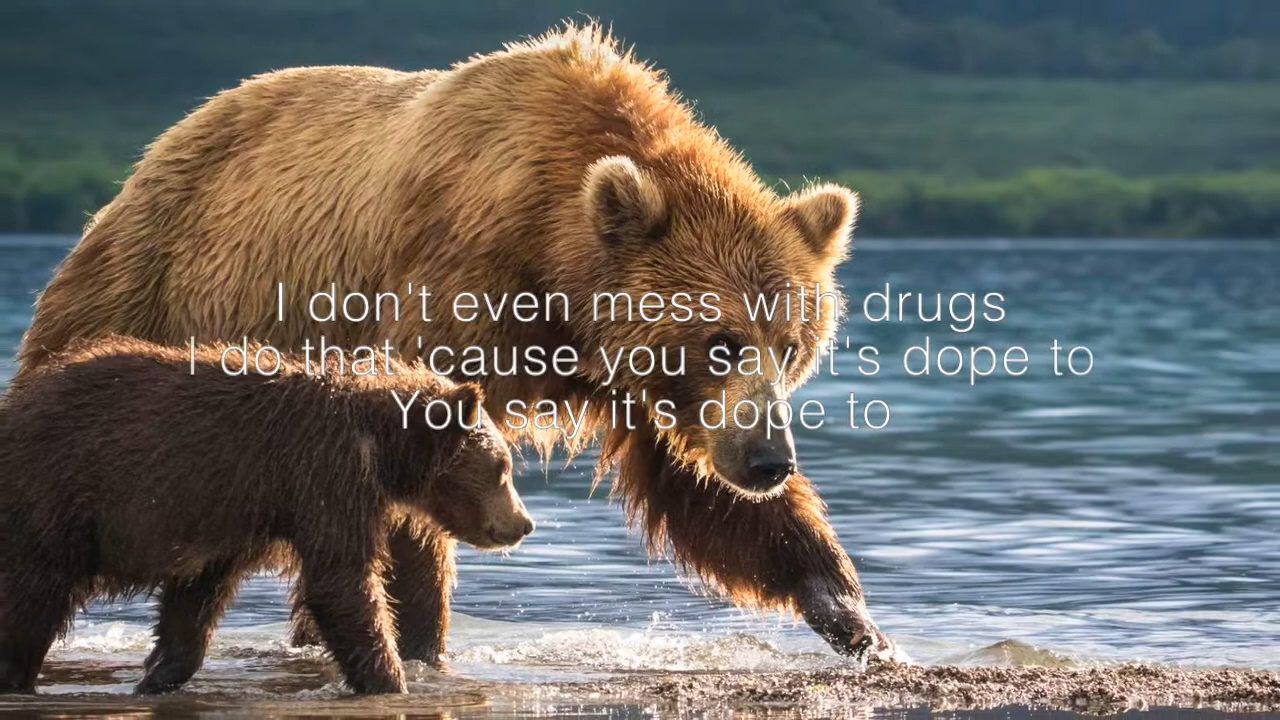 I don't even mess with drugs
I do that 'cause you say it's dope to
You say it's dope to